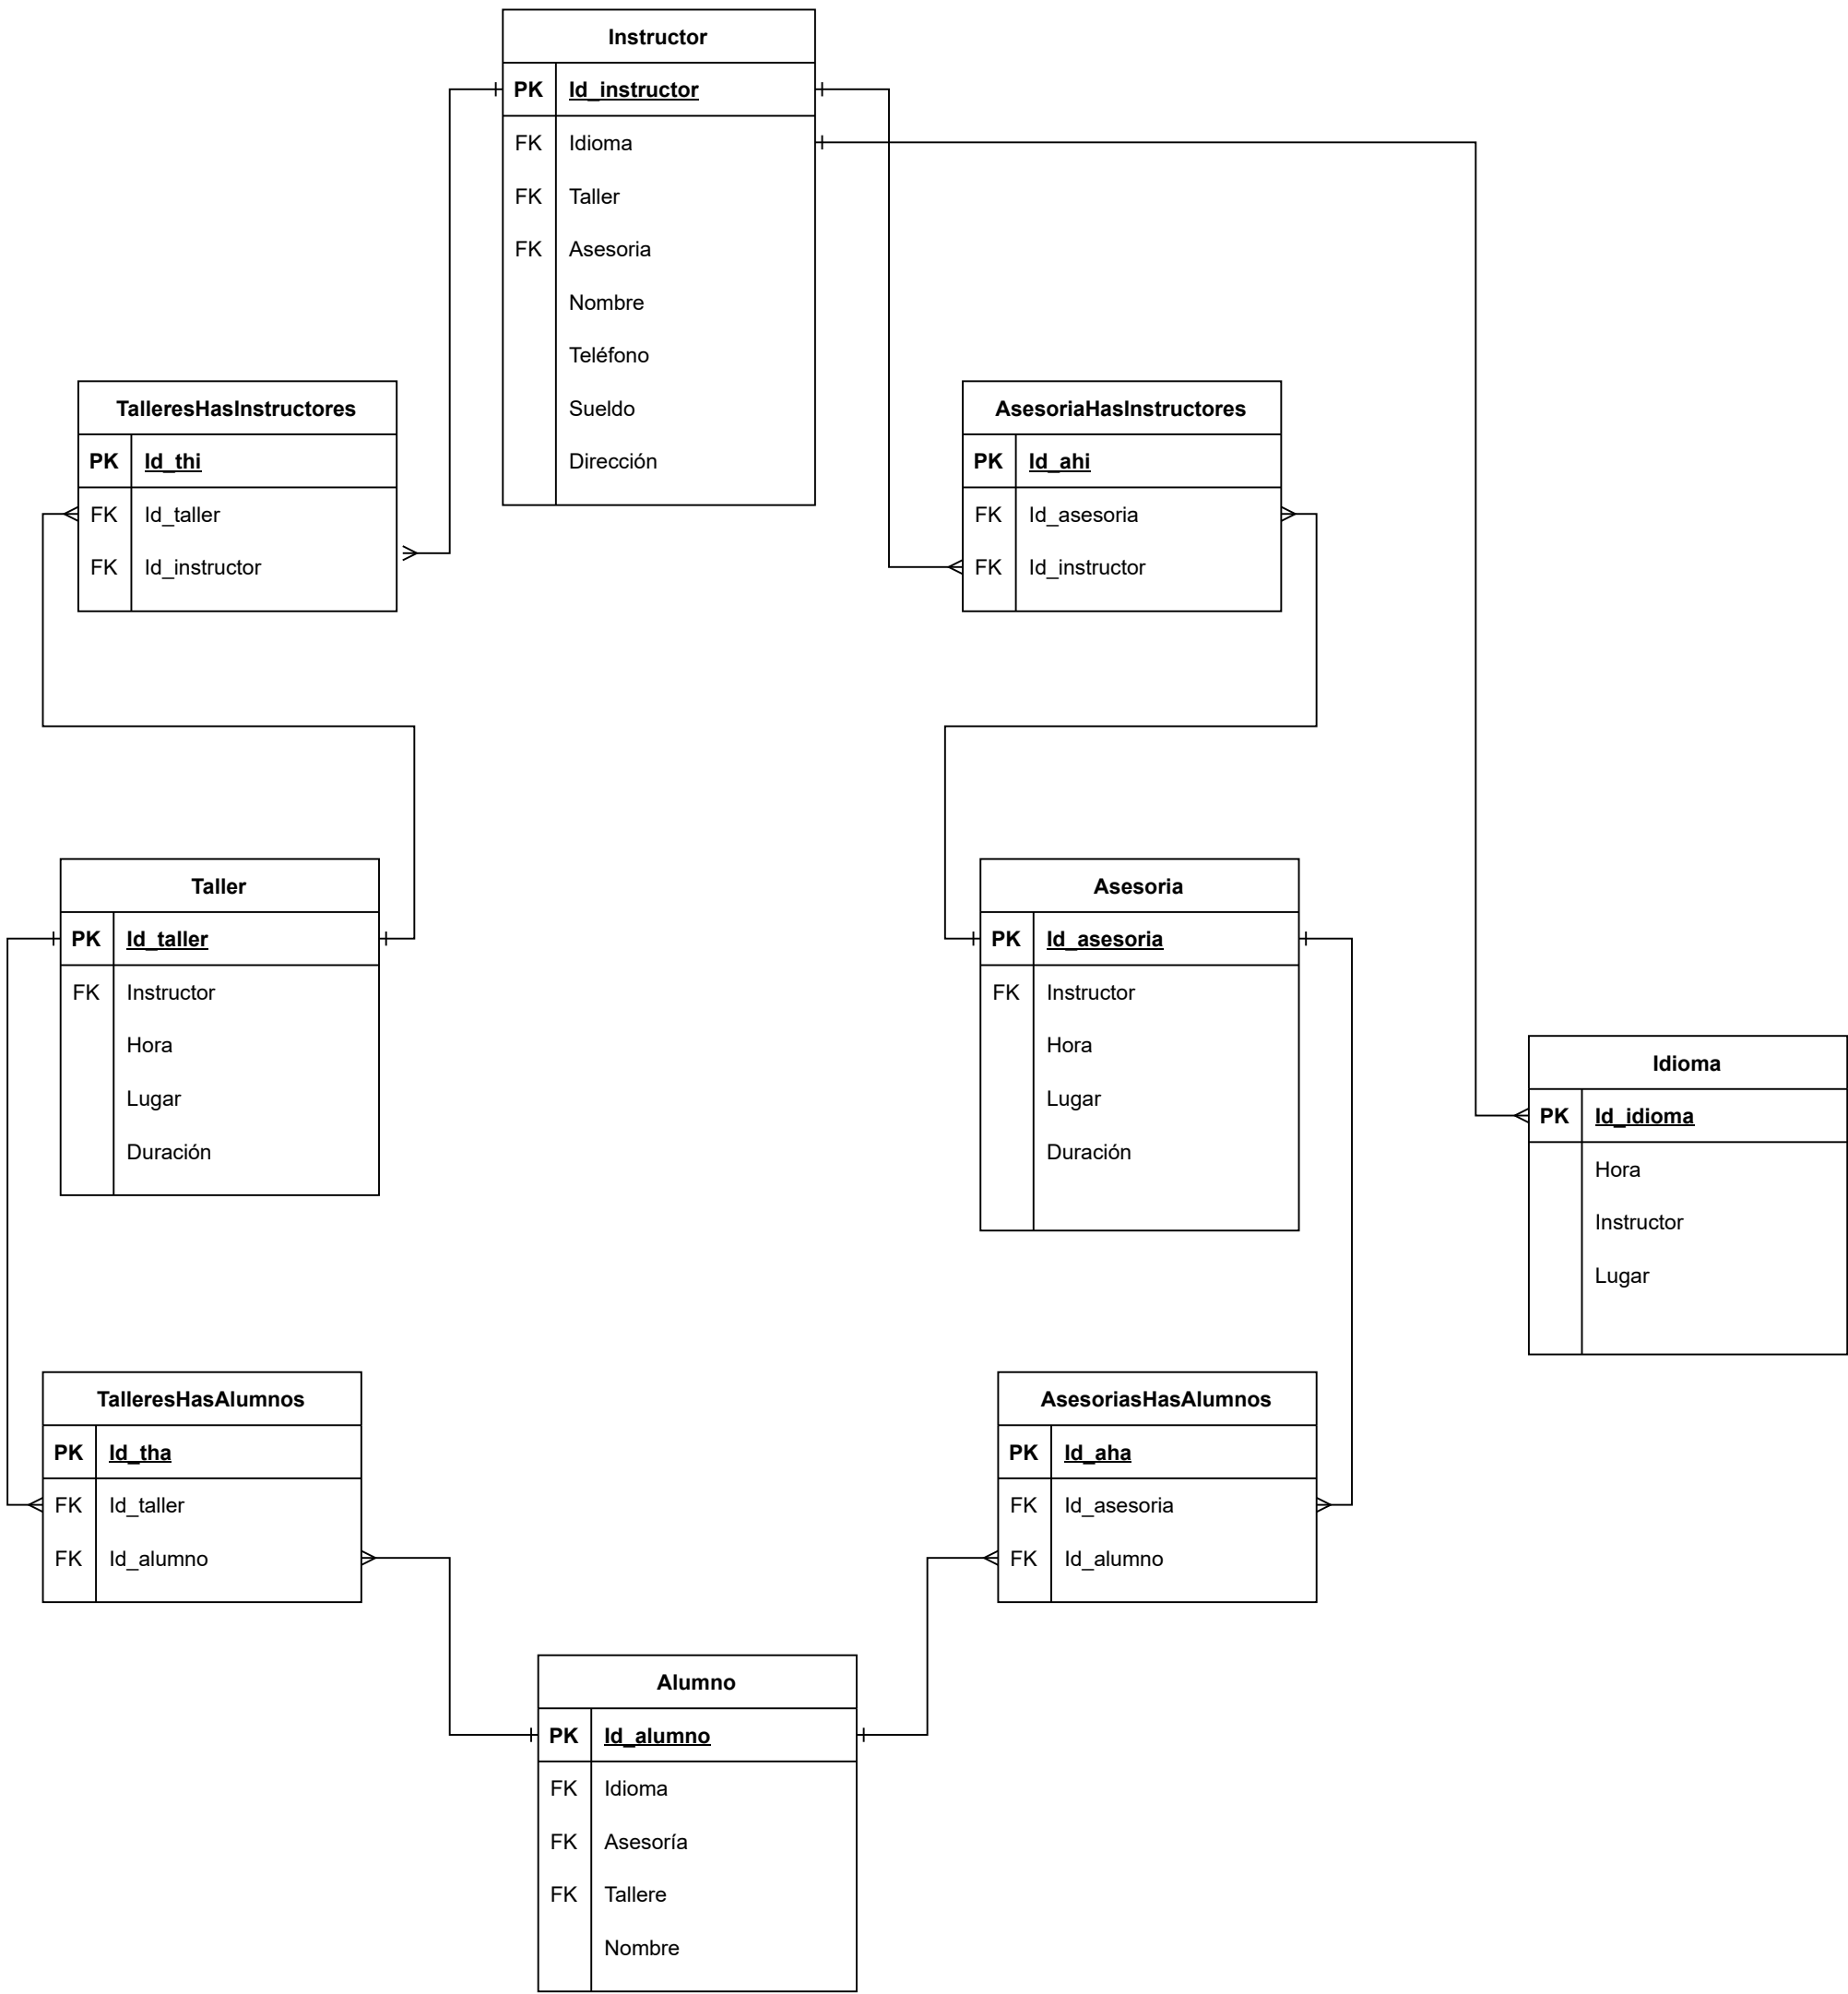 Instructor
PK Id_instructor
FK Idioma
FK Taller
FK Asesoria
Nombre
Teléfono
Sueldo
Dirección
TalleresHasInstructores
PK Id_thi
FK Id_taller
FK Id_instructor
AsesoriaHasInstructores
PK Id_ahi
FK Id_asesoria
FK Id_instructor
Taller
PK Id_taller
FK Instructor
Hora
Lugar
Duración
Asesoria
PK Id_asesoria
FK Instructor
Hora
Lugar
Duración
Idioma
PK Id_idioma
Hora
Instructor
Lugar
TalleresHasAlumnos
PK Id_tha
FK Id_taller
FK Id_alumno
AsesoriasHasAlumnos
PK Id_aha
FK Id_asesoria
FK Id_alumno
Alumno
PK Id_alumno
FK Idioma
FK Asesoría
FK Tallere
Nombre